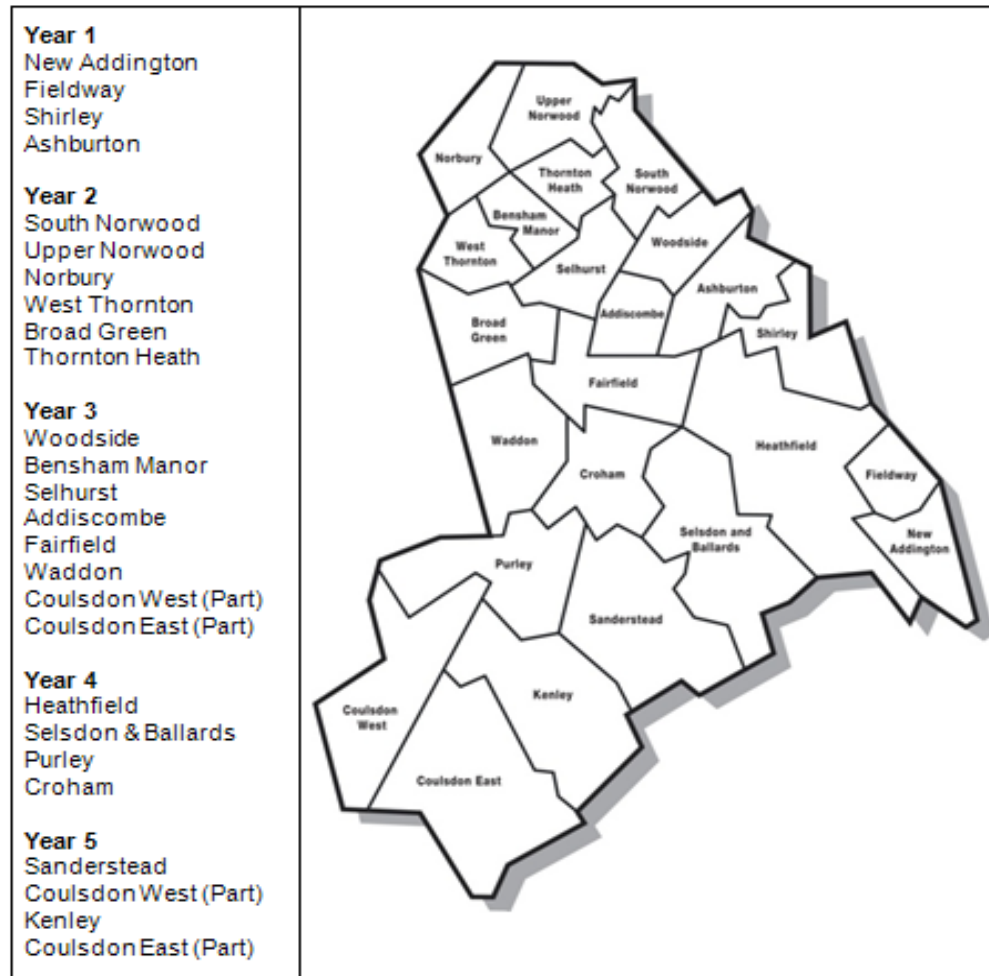 Year 1
New Addington
Fieldway
Shirley
Ashburton
Year 2
South Norwood
Upper Norwood
Norbury
West Thornton
Broad Green
Thornton Heath
Year 3
Woodside
Bensham Manor
Selhurst
Addiscombe
Fairfield
Waddon
Coulsdon West (Part)
Coulsdon East (Part)
Year 4
Heathfield
Selsdon & Ballards
Purley
Croham
Year 5
Sanderstead
Coulsdon West (Part)
Kenley
Coulsdon East (Part)
Upper
Norwood
Norbury
Thornton
Heath
South
Norwood
Bensham
Manor
West
Thornton
Woodside
Selhurst
Ashburton
Addiscombe
Broad
Green
Shirley
Fairfield
Waddon
Heathfield
Croham
Fieldway
Selsdon and
Ballards
New
Addington
Purley
Sanderstead
Kenley
Coulsdon
West
Coulsdon East